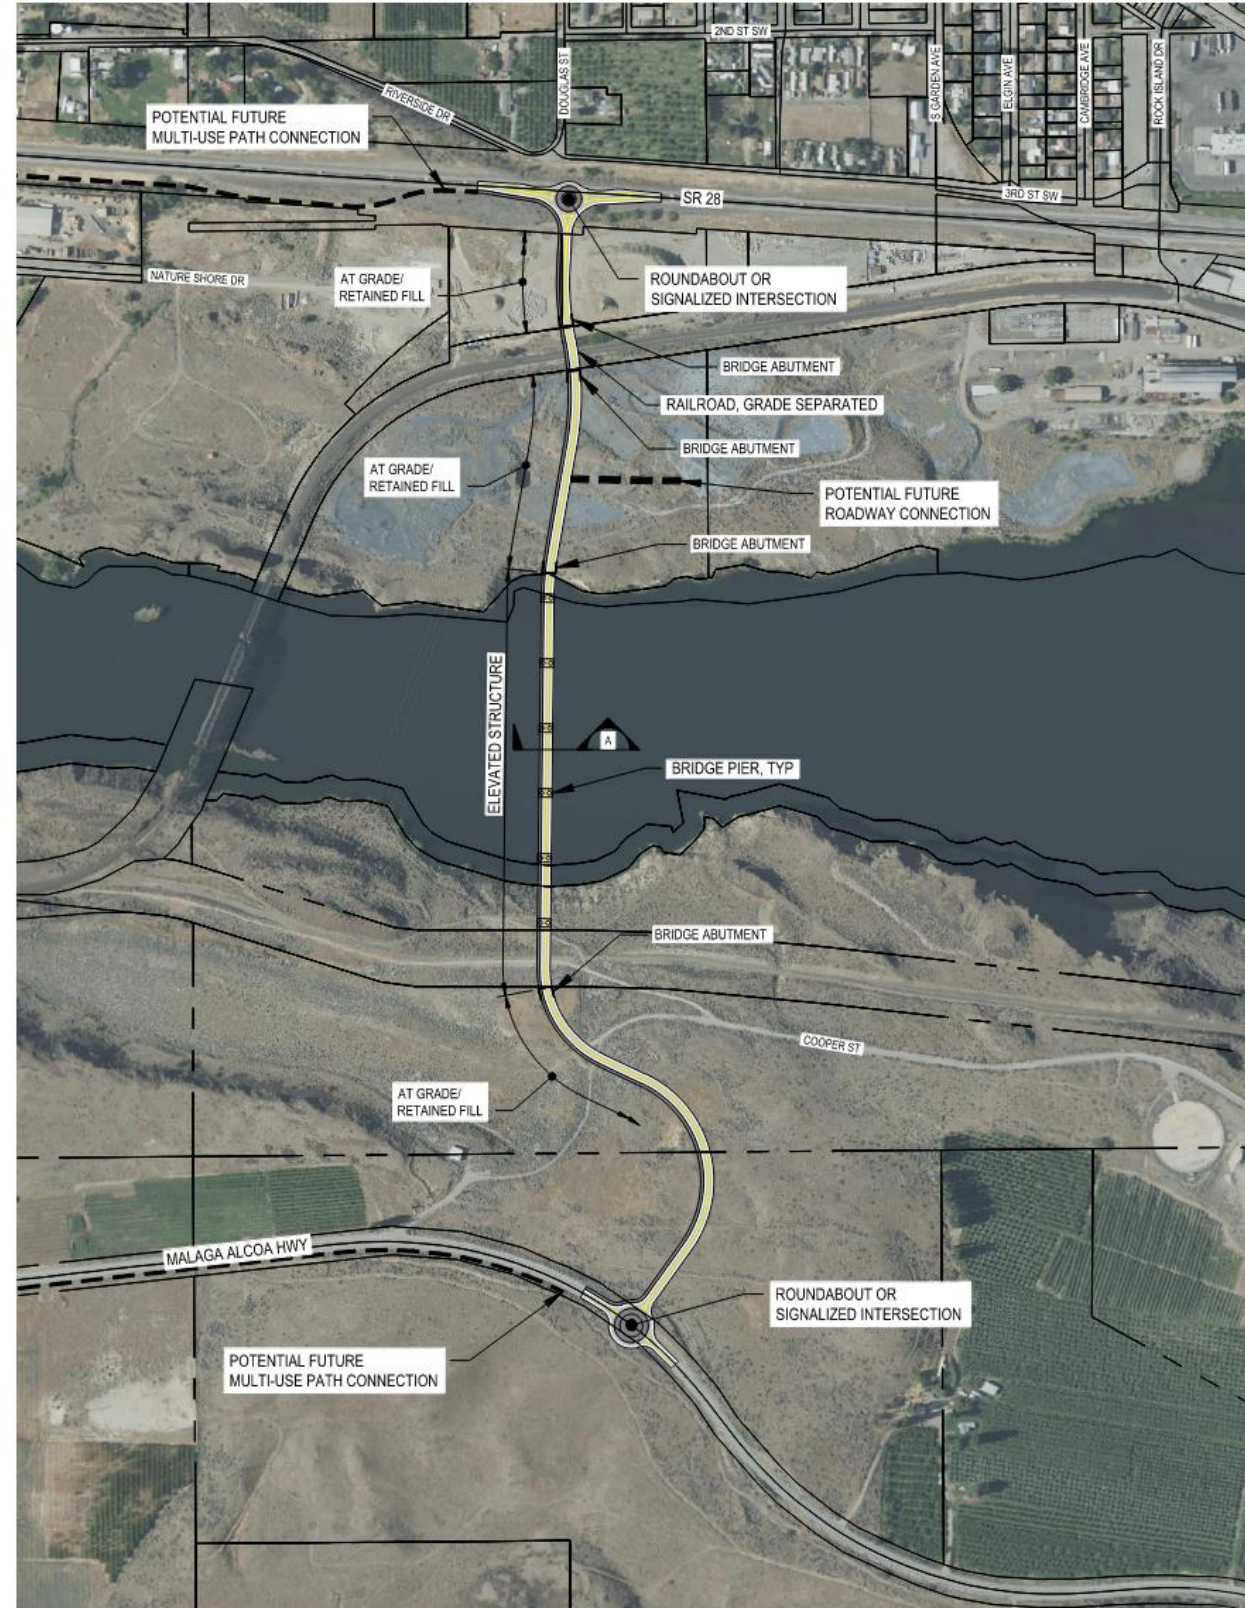 2ND ST SW
DOUGLAS ST
S GARDEN AVE
ELGIN AVE
CAMBRIDGE AVE
ROCK ISLAND DR
RIVERSIDE DR
POTENTIAL FUTURE
MULTI-USE PATH CONNECTION
SR 28
3RD ST SW
NATURE SHORE DR
AT GRADE/
RETAINED FILL
ROUNDABOUT OR
SIGNALIZED INTERSECTION
BRIDGE ABUTMENT
RAILROAD, GRADE SEPARATED
BRIDGE ABUTMENT
AT GRADE/
RETAINED FILL
POTENTIAL FUTURE
ROADWAY CONNECTION
BRIDGE ABUTMENT
ELEVATED STRUCTURE
A
BRIDGE PIER, TYP
BRIDGE ABUTMENT
COOPER ST
AT GRADE/
RETAINED FILL
MALAGA ALCOA HWY
ROUNDABOUT OR
SIGNALIZED INTERSECTION
POTENTIAL FUTURE
MULTI-USE PATH CONNECTION